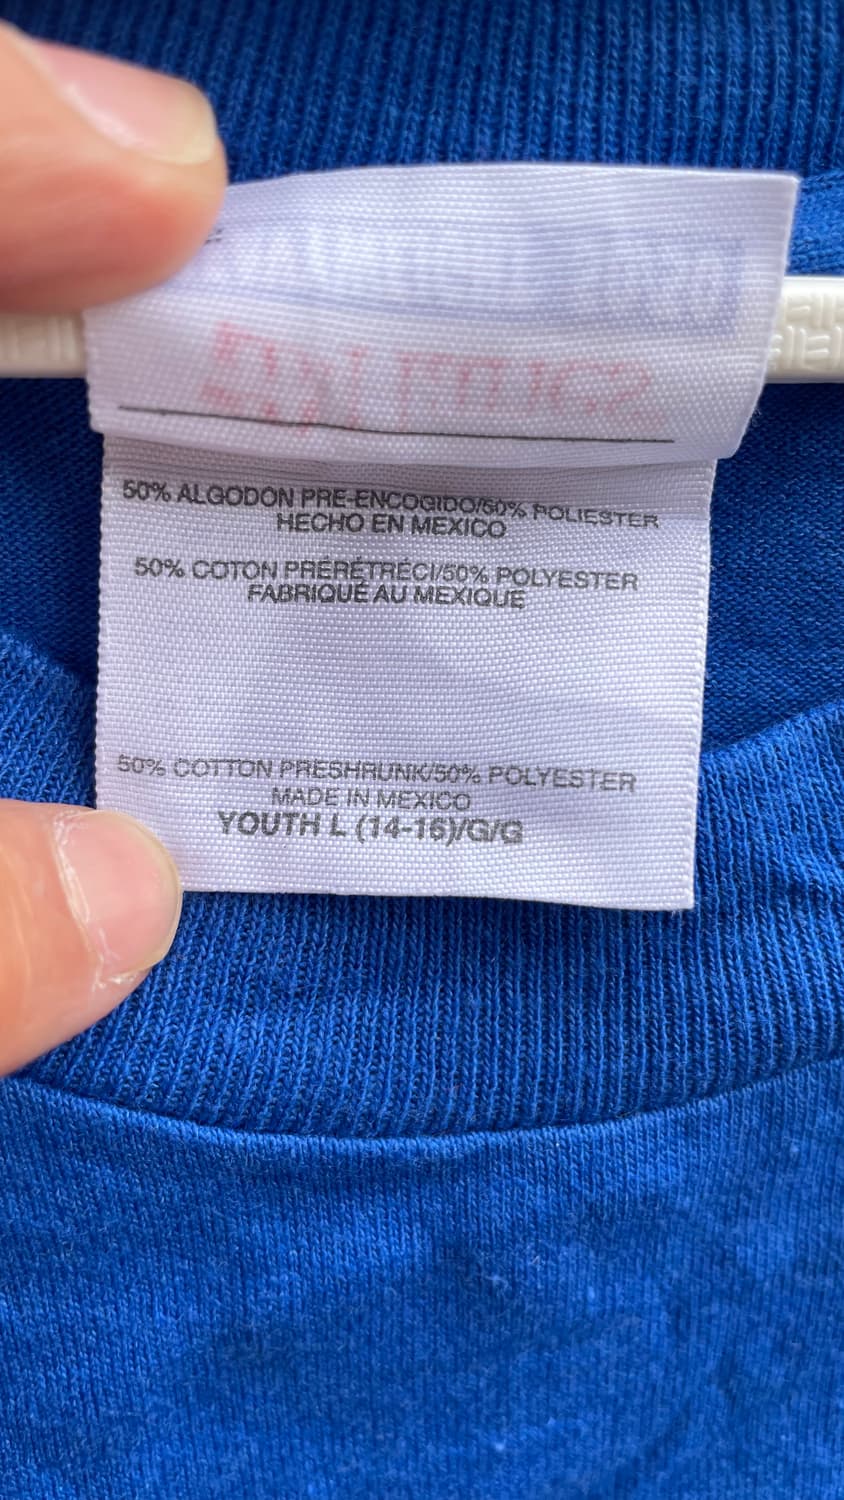 50% ALGODON PRE-ENCOGIDO/50% POLIESTER
HECHO EN MEXICO
50% COTON PRÉRÉTRÉCI/50% POLYESTER
FABRIQUÉ AU MEXIQUE
50% COTTON PRESHRUNK/50% POLYESTER
MADE IN MEXICO
YOUTH L (14-16)/G/G